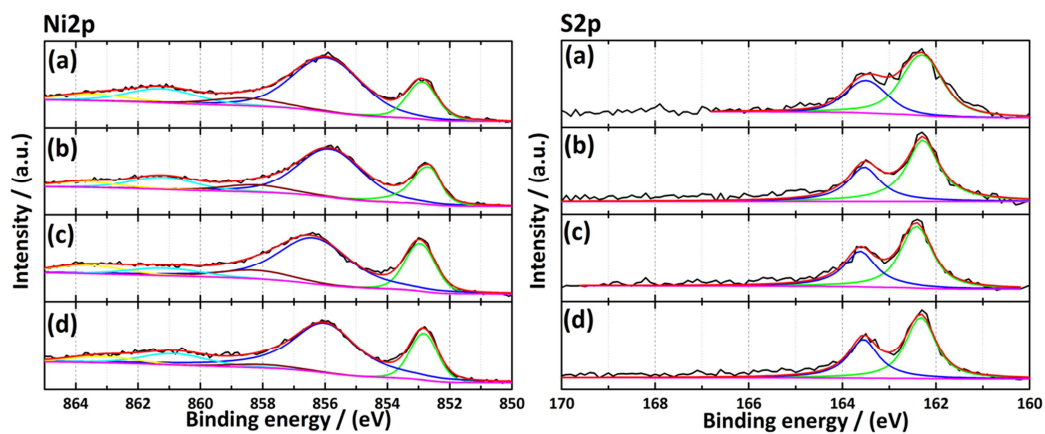 Ni2p
(a)
(b)
(c)
(d)
Intensity / (a.u.)
864 862 860 858 856 854 852 850
Binding energy / (eV)
S2p
(a)
(b)
(c)
(d)
Intensity / (a.u.)
170 168 166 164 162 160
Binding energy / (eV)